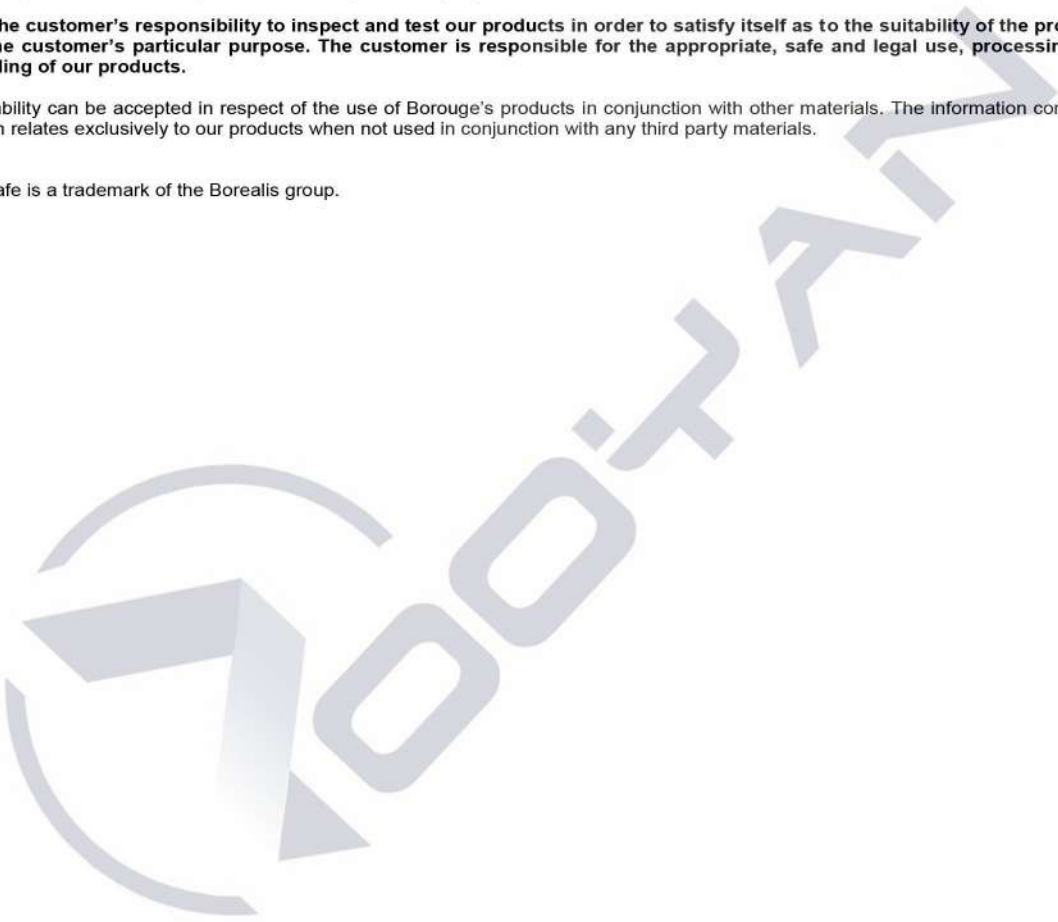 he customer's responsibility to inspect and test our products in order to satisfy itself as to the suitability of the pro
ne customer's particular purpose. The customer is responsible for the appropriate, safe and legal use, processin
ling of our products.
bility can be accepted in respect of the use of Borouge's products in conjunction with other materials. The information con
n relates exclusively to our products when not used in conjunction with any third party materials.
afe is a trademark of the Borealis group.
OOYAN